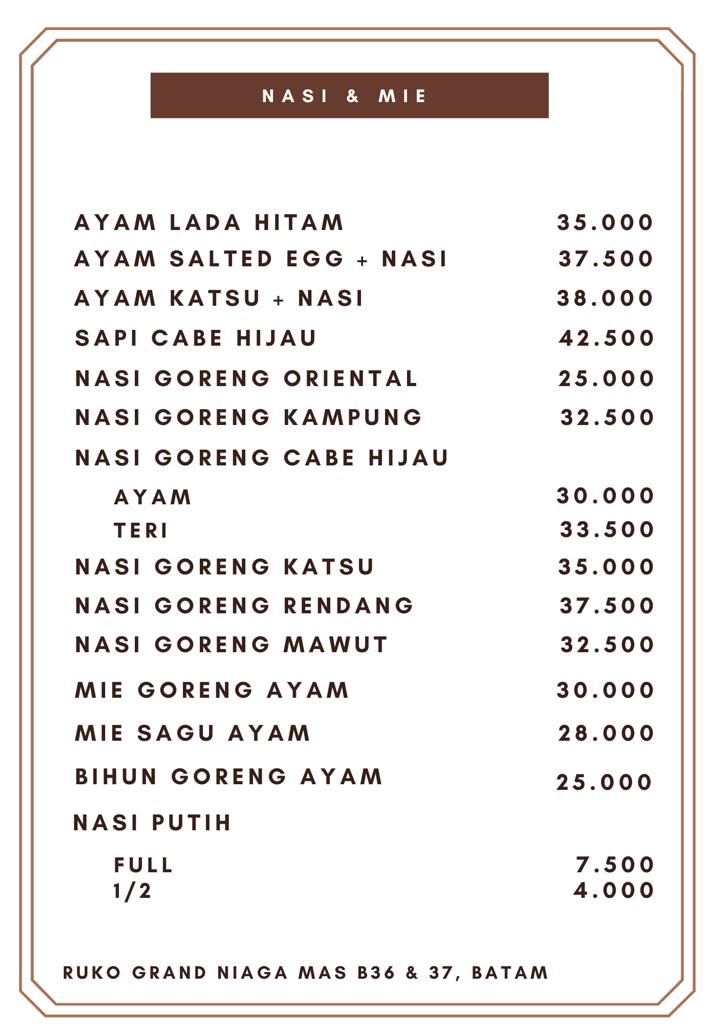 NASI & MIE
AYAM LADA HITAM 35.000
AYAM SALTED EGG + NASI 37.500
AYAM KATSU + NASI 38.000
SAPI CABE HIJAU 42.500
NASI GORENG ORIENTAL 25.000
NASI GORENG KAMPUNG 32.500
NASI GORENG CABE HIJAU
AYAM 30.000
TERI 33.500
NASI GORENG KATSU 35.000
NASI GORENG RENDANG 37.500
NASI GORENG MAWUT 32.500
MIE GORENG AYAM 30.000
MIE SAGU AYAM 28.000
BIHUN GORENG AYAM 25.000
NASI PUTIH
FULL 7.500
1/2 4.000
RUKO GRAND NIAGA MAS B36 & 37, BATAM